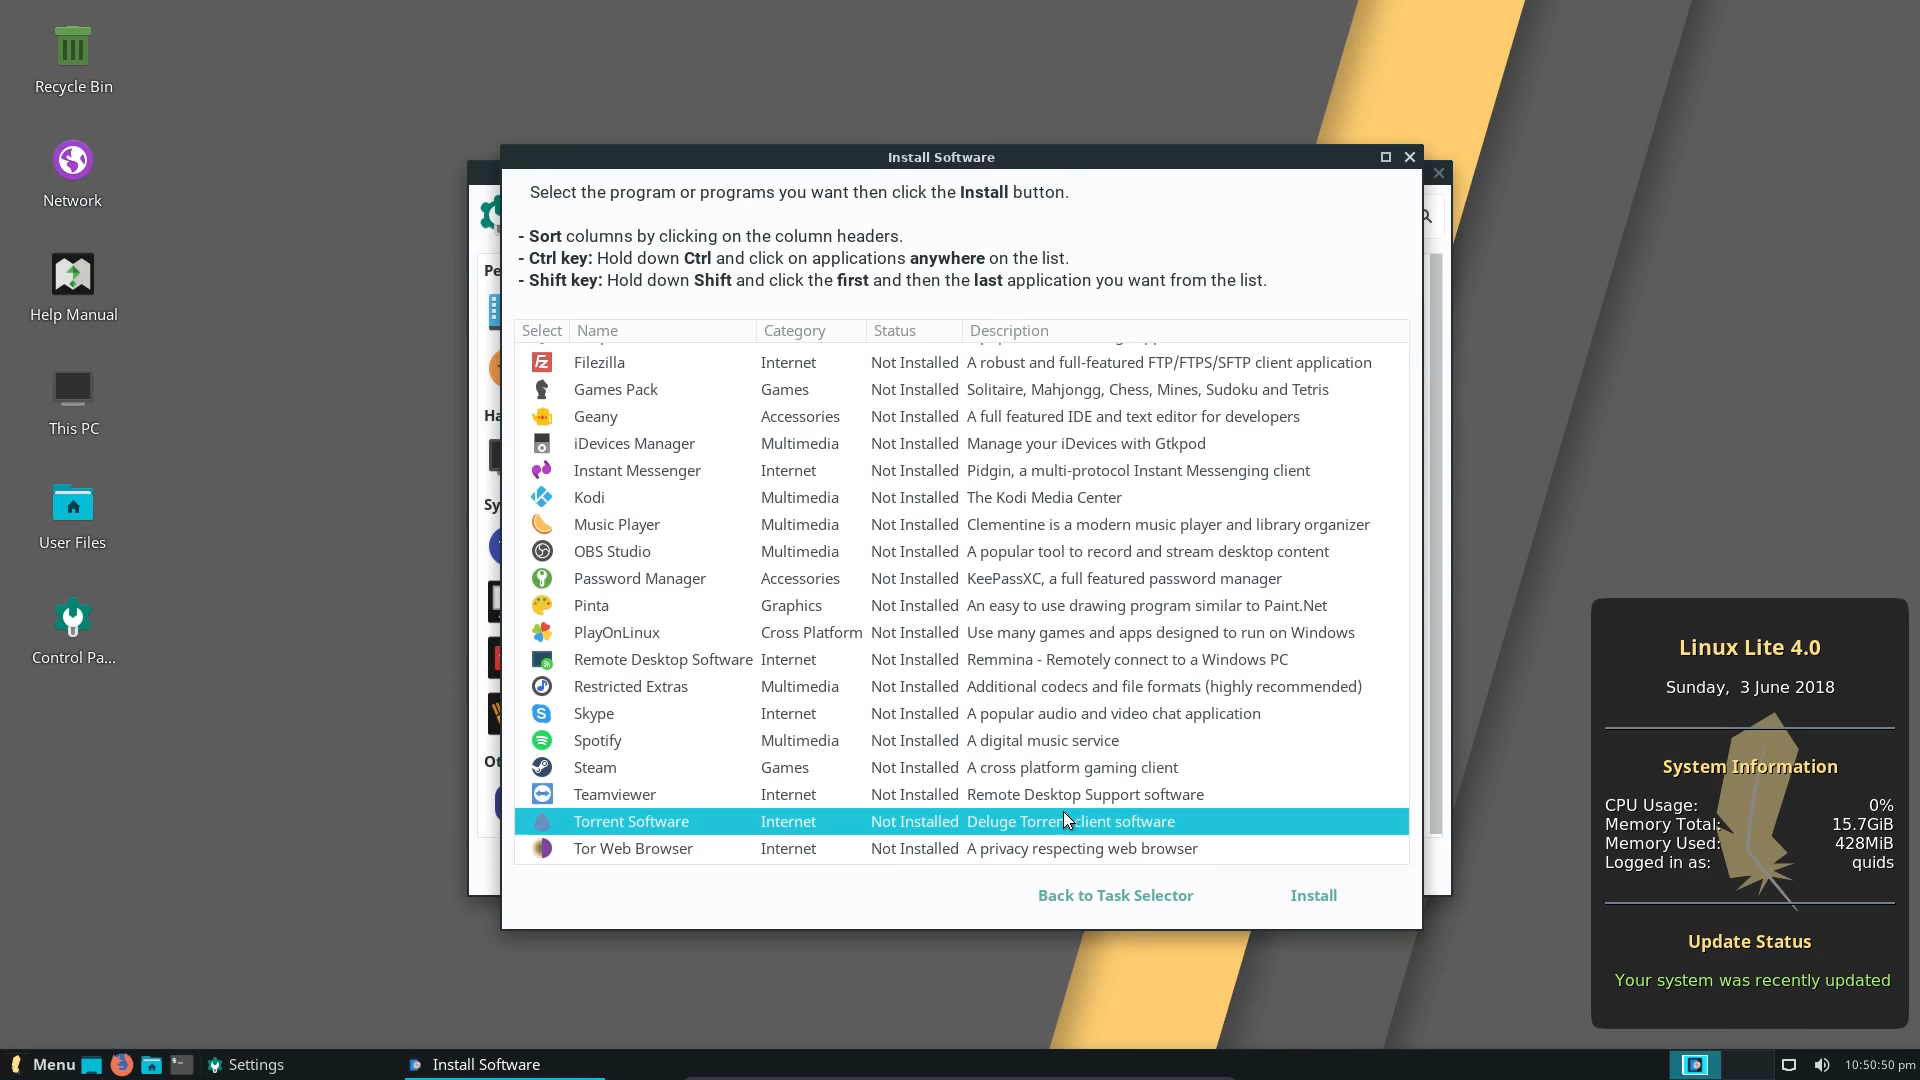 Recycle Bin
Network
Help Manual
This PC
User Files
Control Pa...
Install Software
Select the program or programs you want then click the Install button.
- Sort columns by clicking on the column headers.
- Ctrl key: Hold down Ctrl and click on applications anywhere on the list.
- Shift key: Hold down Shift and click the first and then the last application you want from the list.
Select Name Category Status Description
Filezilla Internet Not Installed A robust and full-featured FTP/FTPS/SFTP client application
Games Pack Games Not Installed Solitaire, Mahjongg, Chess, Mines, Sudoku and Tetris
Geany Accessories Not Installed A full featured IDE and text editor for developers
iDevices Manager Multimedia Not Installed Manage your iDevices with Gtkpod
Instant Messenger Internet Not Installed Pidgin, a multi-protocol Instant Messenging client
Kodi Multimedia Not Installed The Kodi Media Center
Music Player Multimedia Not Installed Clementine is a modern music player and library organizer
OBS Studio Multimedia Not Installed A popular tool to record and stream desktop content
Password Manager Accessories Not Installed KeePassXC, a full featured password manager
Pinta Graphics Not Installed An easy to use drawing program similar to Paint.Net
PlayOnLinux Cross Platform Not Installed Use many games and apps designed to run on Windows
Remote Desktop Software Internet Not Installed Remmina - Remotely connect to a Windows PC
Restricted Extras Multimedia Not Installed Additional codecs and file formats (highly recommended)
Skype Internet Not Installed A popular audio and video chat application
Spotify Multimedia Not Installed A digital music service
Steam Games Not Installed A cross platform gaming client
Teamviewer Internet Not Installed Remote Desktop Support software
Torrent Software Internet Not Installed Deluge Torrent client software
Tor Web Browser Internet Not Installed A privacy respecting web browser
Back to Task Selector Install
Pe
Ha
Sy
Ot
Linux Lite 4.0
Sunday, 3 June 2018
System Information
CPU Usage: 0%
Memory Total: 15.7GiB
Memory Used: 428MiB
Logged in as: quids
Update Status
Your system was recently updated
Menu Settings Install Software 10:50:50 pm